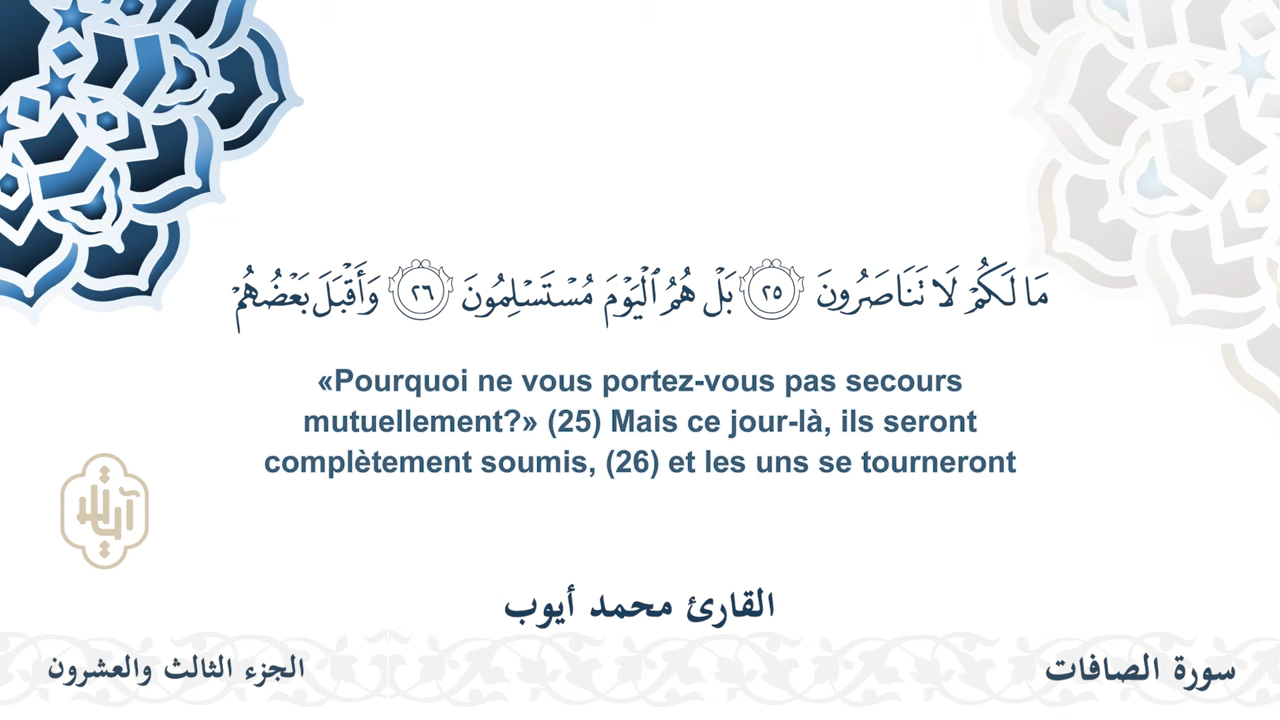 مَا لَكُمْ لَا تَنَاصَرُونَ ٢٥ بَلْ هُمُ ٱلْيَوْمَ مُسْتَسْلِمُونَ ٢٦ وَأَقْبَلَ بَعْضُهُمْ
«Pourquoi ne vous portez-vous pas secours
mutuellement?» (25) Mais ce jour-là, ils seront
complètement soumis, (26) et les uns se tourneront
آيات
القارئ محمد أيوب
سورة الصافات
الجزء الثالث والعشرون